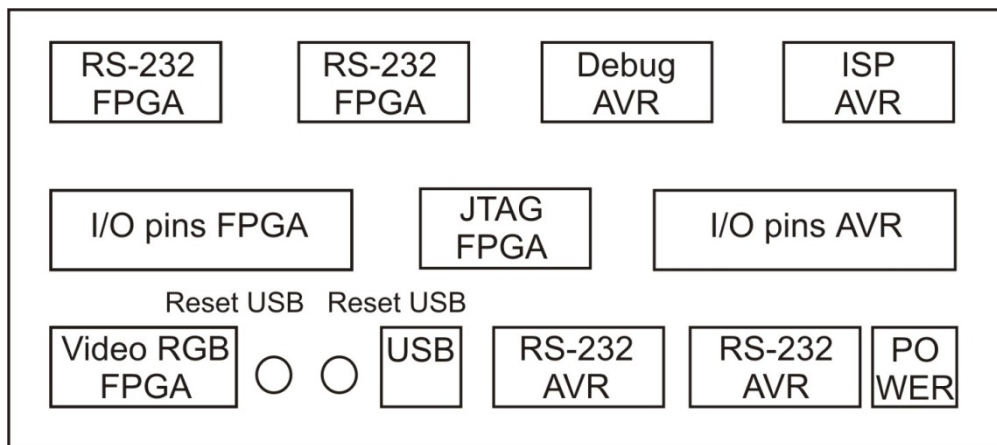 RS-232
FPGA
RS-232
FPGA
Debug
AVR
ISP
AVR
I/O pins FPGA
JTAG
FPGA
I/O pins AVR
Reset USB
Reset USB
Video RGB
FPGA
USB
RS-232
AVR
RS-232
AVR
PO
WER